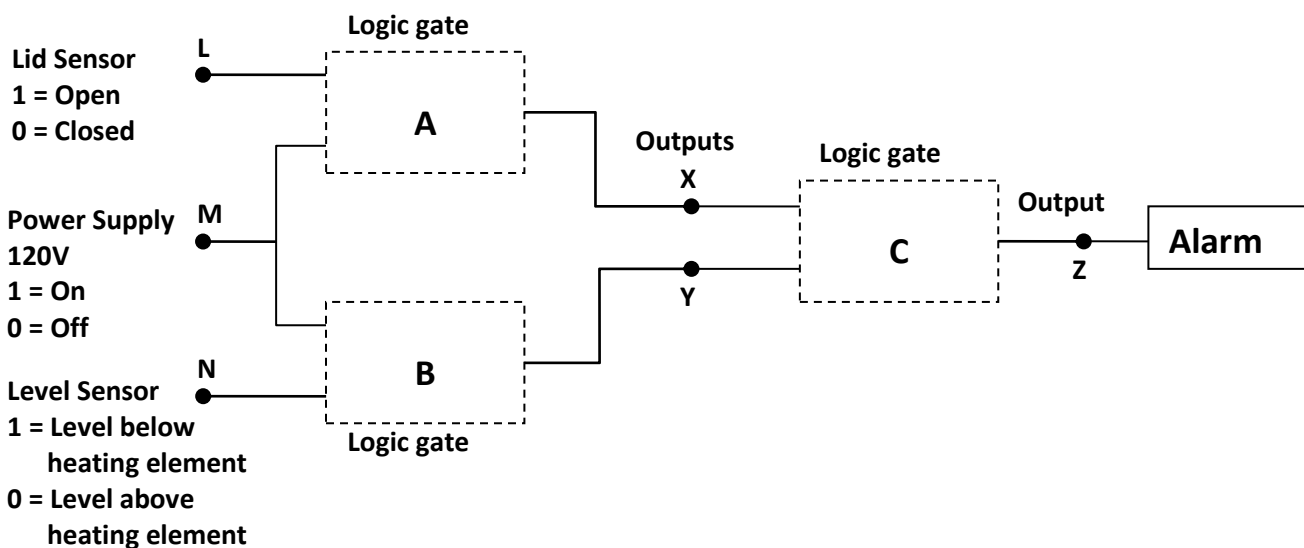 Logic gate
L
Lid Sensor
1 = Open
0 = Closed
A
Outputs
X
Logic gate
Power Supply
M
120V
1 = On
0 = Off
Output
C
Z
Alarm
Y
B
Logic gate
N
Level Sensor
1 = Level below
heating element
0 = Level above
heating element